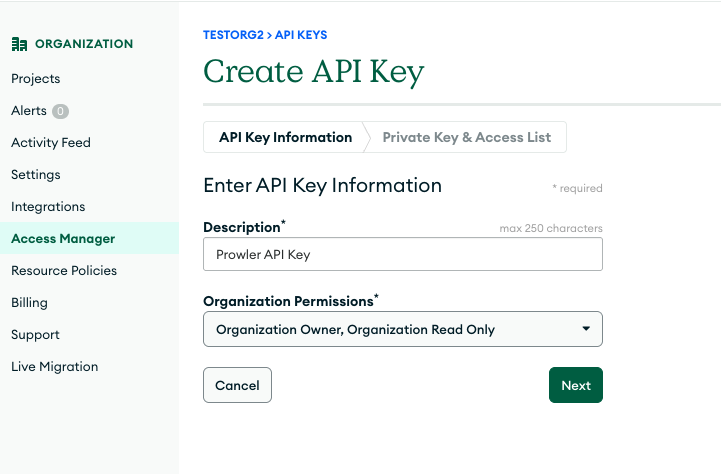 ORGANIZATION
Projects
Alerts 0
Activity Feed
Settings
Integrations
Access Manager
Resource Policies
Billing
Support
Live Migration
TESTORG2 > API KEYS
Create API Key
API Key Information
Private Key & Access List
Enter API Key Information
* required
Description*
max 250 characters
Prowler API Key
Organization Permissions*
Organization Owner, Organization Read Only
Cancel
Next